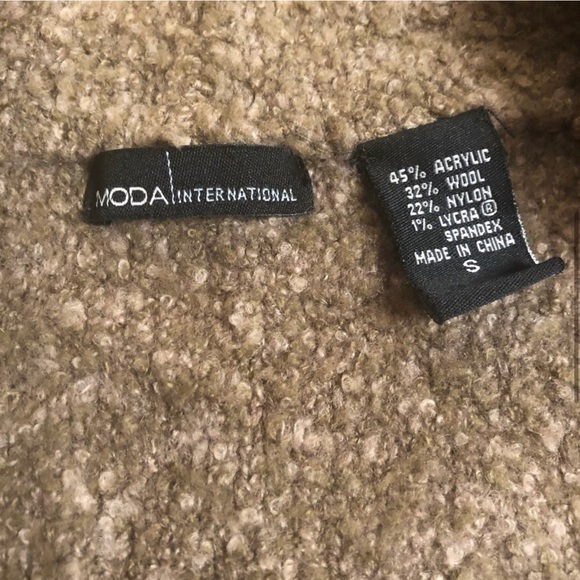 MODA INTERNATIONAL
45% ACRYLIC
32% WOOL
22% NYLON
1% LYCRA®
SPANDEX
MADE IN CHINA
S